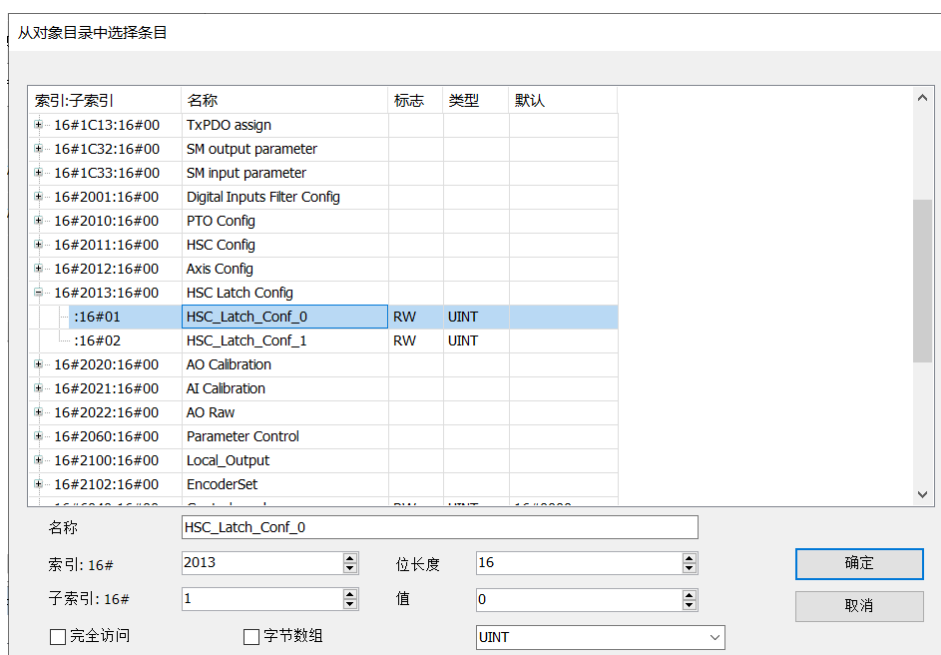 从对象目录中选择条目
索引:子索引 名称 标志 类型 默认
16#1C13:16#00 TxPDO assign
16#1C32:16#00 SM output parameter
16#1C33:16#00 SM input parameter
16#2001:16#00 Digital Inputs Filter Config
16#2010:16#00 PTO Config
16#2011:16#00 HSC Config
16#2012:16#00 Axis Config
16#2013:16#00 HSC Latch Config
:16#01 HSC_Latch_Conf_0 RW UINT
:16#02 HSC_Latch_Conf_1 RW UINT
16#2020:16#00 AO Calibration
16#2021:16#00 AI Calibration
16#2022:16#00 AO Raw
16#2060:16#00 Parameter Control
16#2100:16#00 Local_Output
16#2102:16#00 EncoderSet
名称 HSC_Latch_Conf_0
索引: 16# 2013 位长度 16 确定
子索引: 16# 1 值 0 取消
完全访问 字节数组 UINT